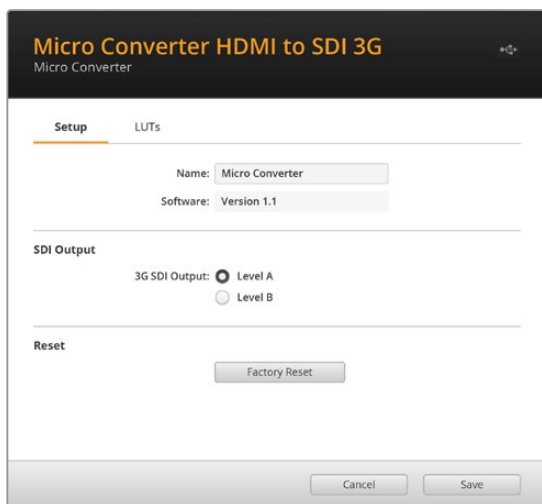 Micro Converter HDMI to SDI 3G
Micro Converter
Setup LUTs
Name: Micro Converter
Software: Version 1.1
SDI Output
3G SDI Output: Level A
Level B
Reset
Factory Reset
Cancel Save